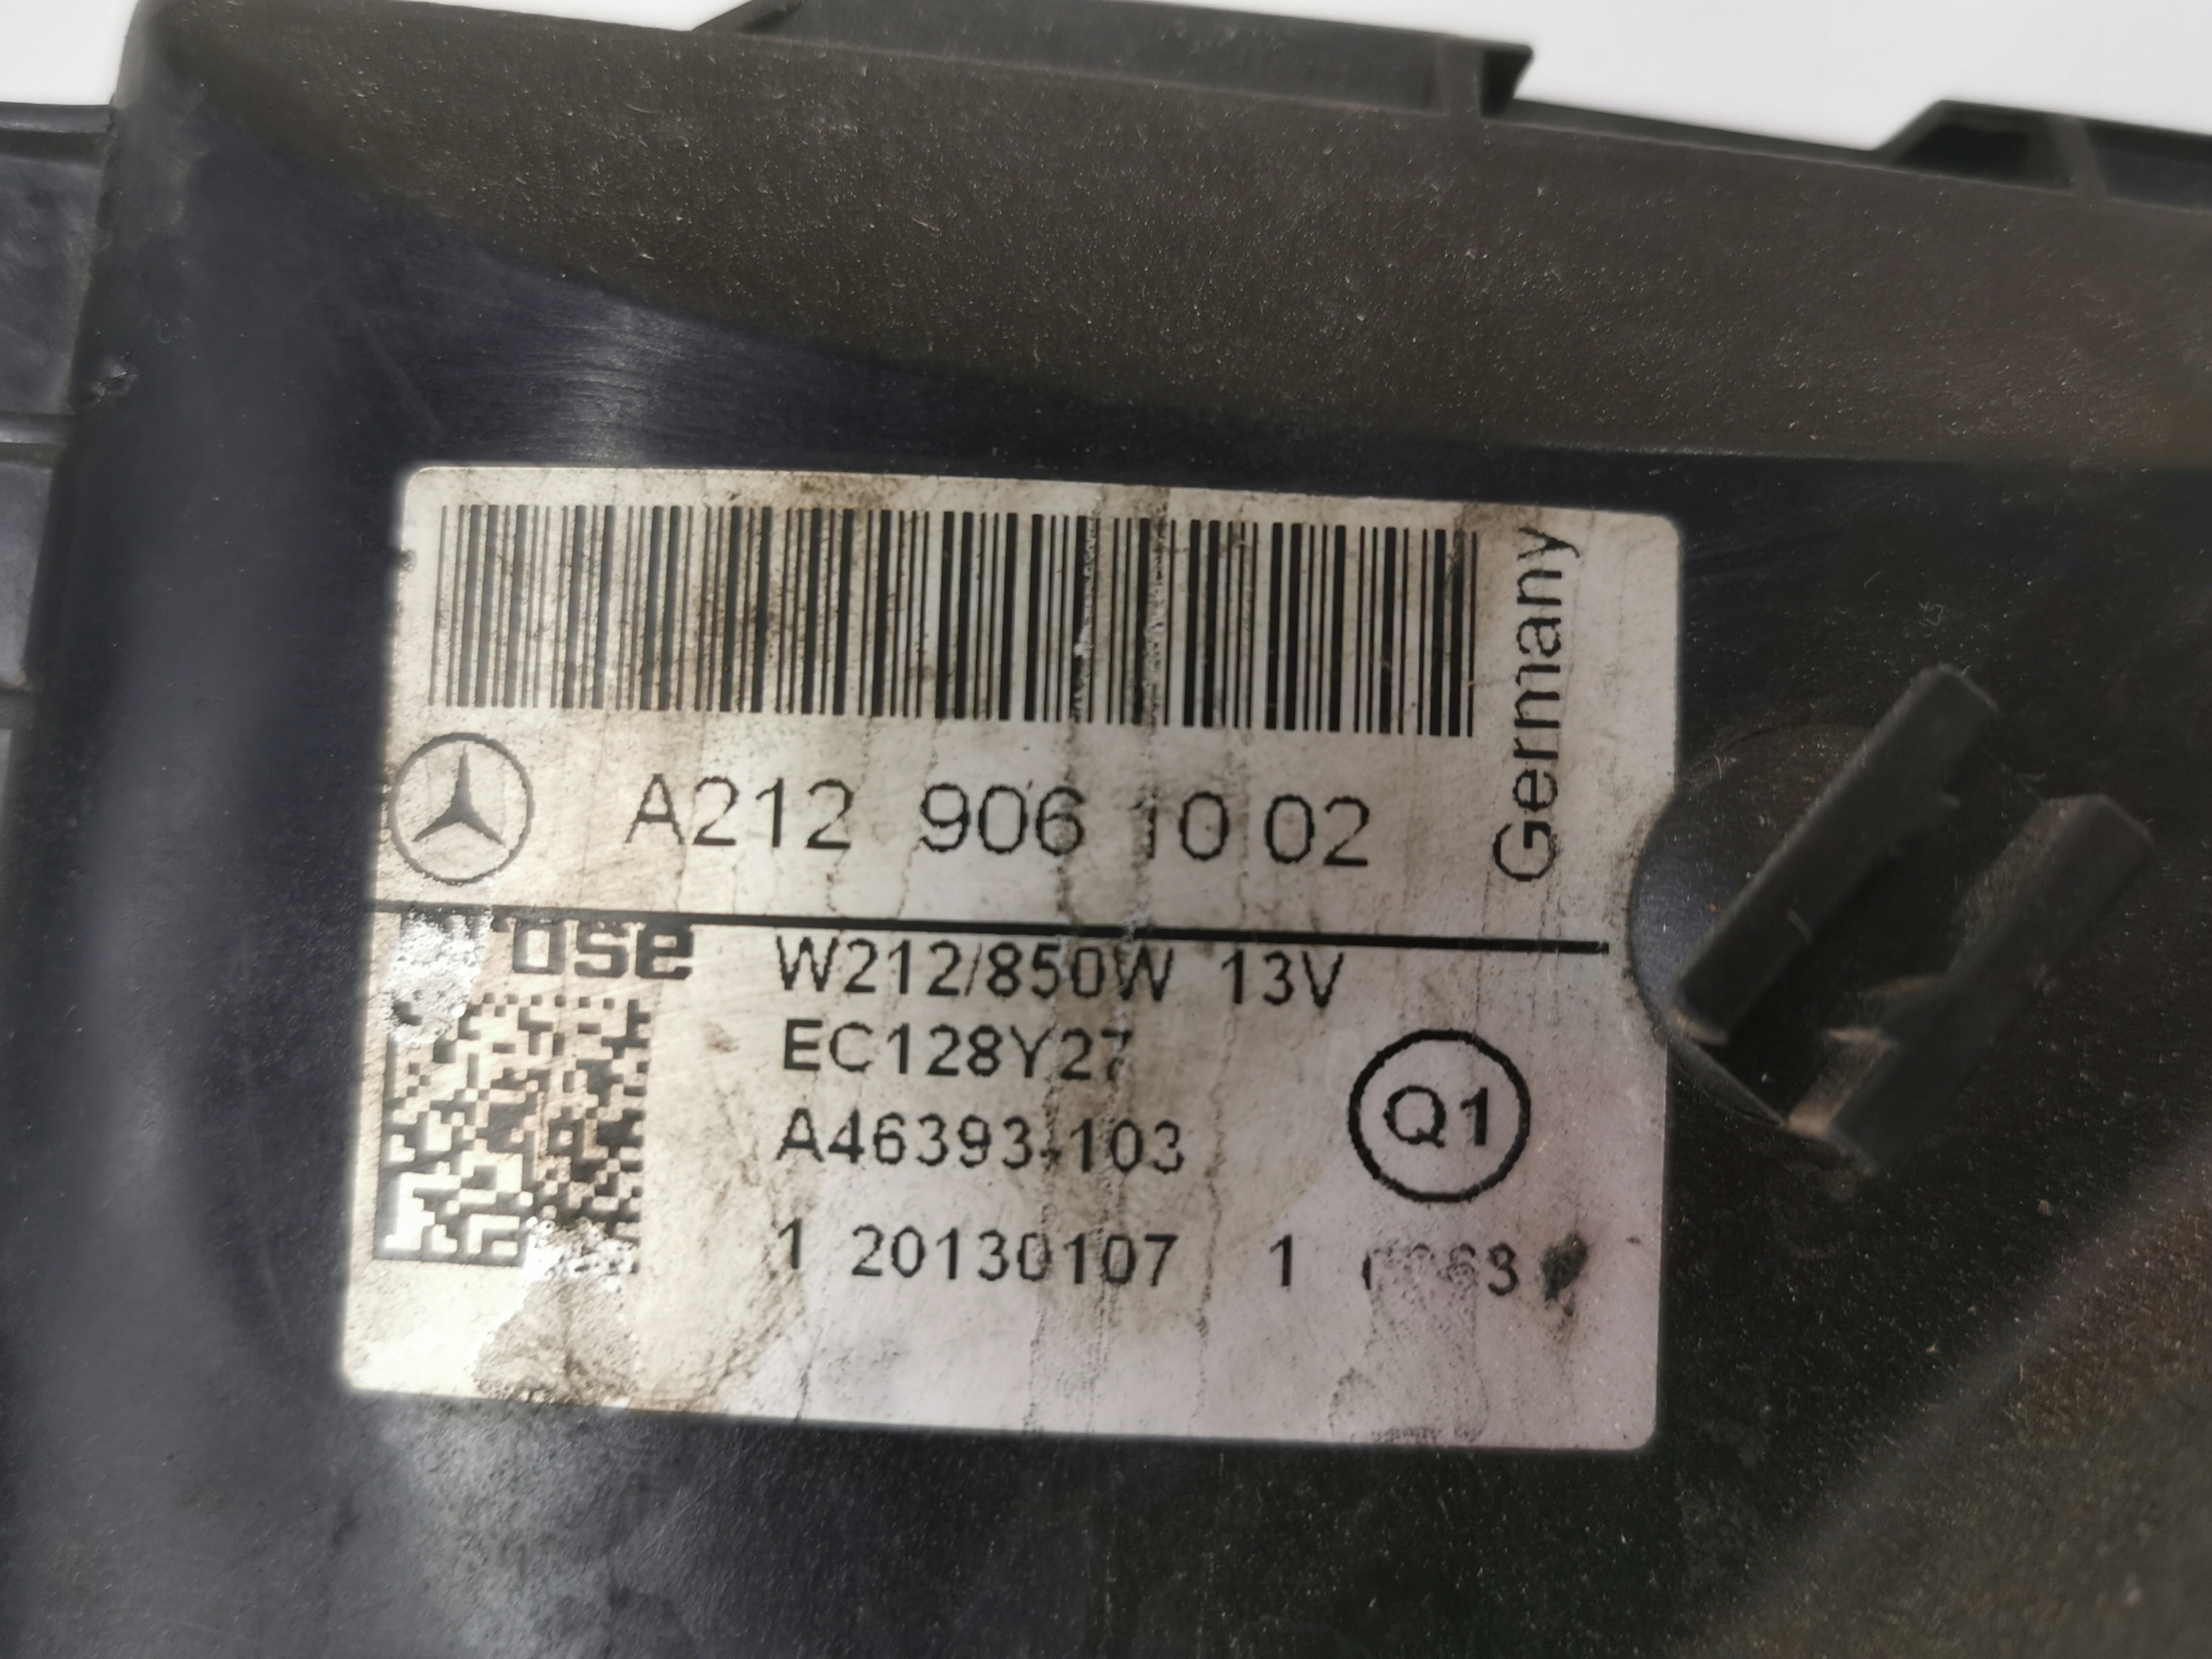 Germany
A212 906 10 02
W212/850W 13V
EC128Y27
A46393-103
Q1
1 20130107 1